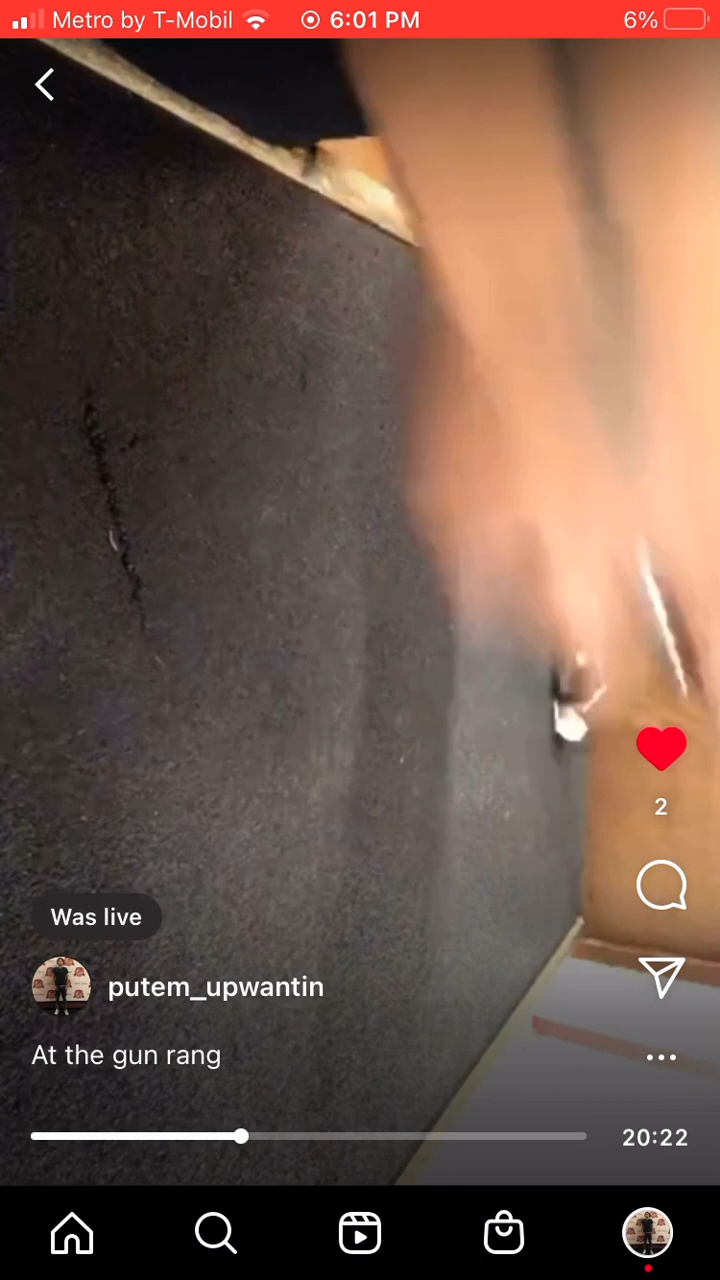 Metro by T-Mobil 6:01 PM 6%
2
Was live
putem_upwantin
At the gun rang
20:22